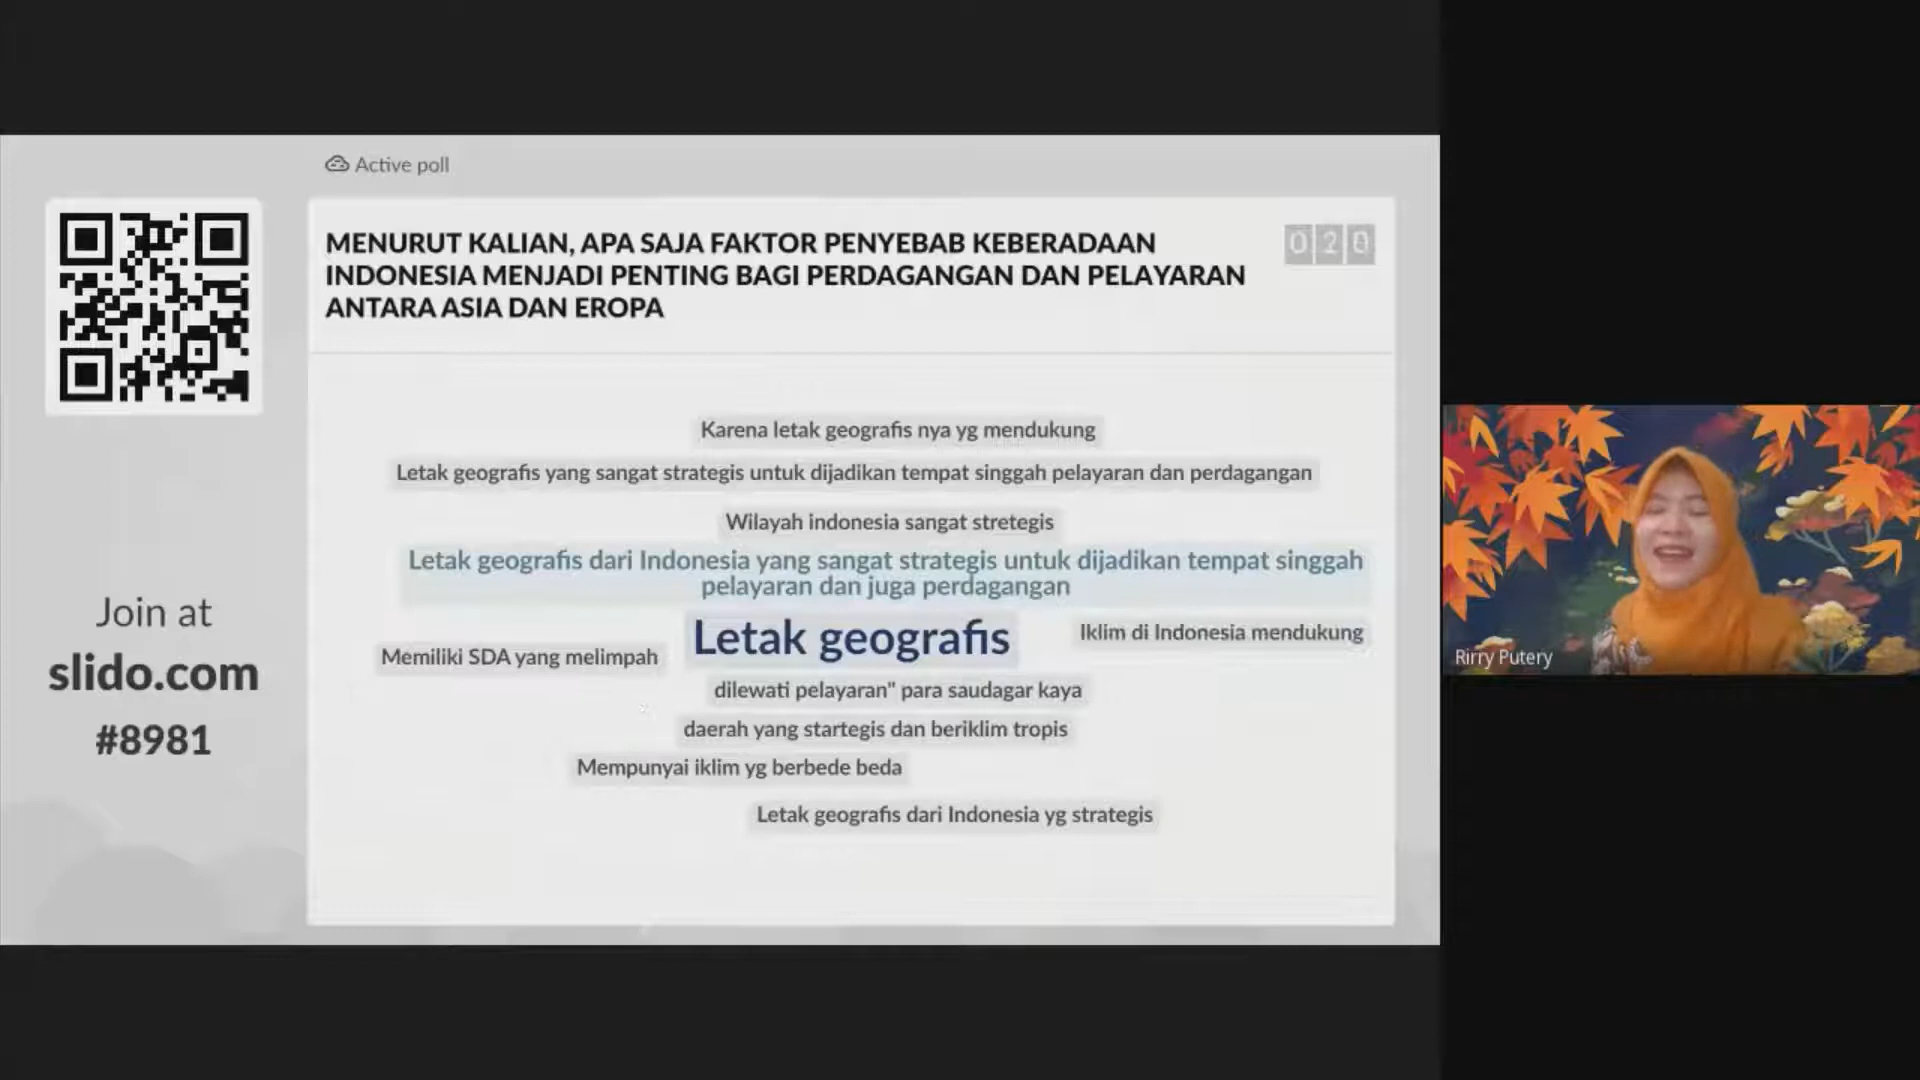 Active poll
MENURUT KALIAN, APA SAJA FAKTOR PENYEBAB KEBERADAAN
INDONESIA MENJADI PENTING BAGI PERDAGANGAN DAN PELAYARAN
ANTARA ASIA DAN EROPA
020
Karena letak geografis nya yg mendukung
Letak geografis yang sangat strategis untuk dijadikan tempat singgah pelayaran dan perdagangan
Wilayah indonesia sangat stretegis
Letak geografis dari Indonesia yang sangat strategis untuk dijadikan tempat singgah
pelayaran dan juga perdagangan
Letak geografis
Iklim di Indonesia mendukung
Memiliki SDA yang melimpah
dilewati pelayaran" para saudagar kaya
daerah yang startegis dan beriklim tropis
Mempunyai iklim yg berbede beda
Letak geografis dari Indonesia yg strategis
Join at
slido.com
#8981
Rirry Putery